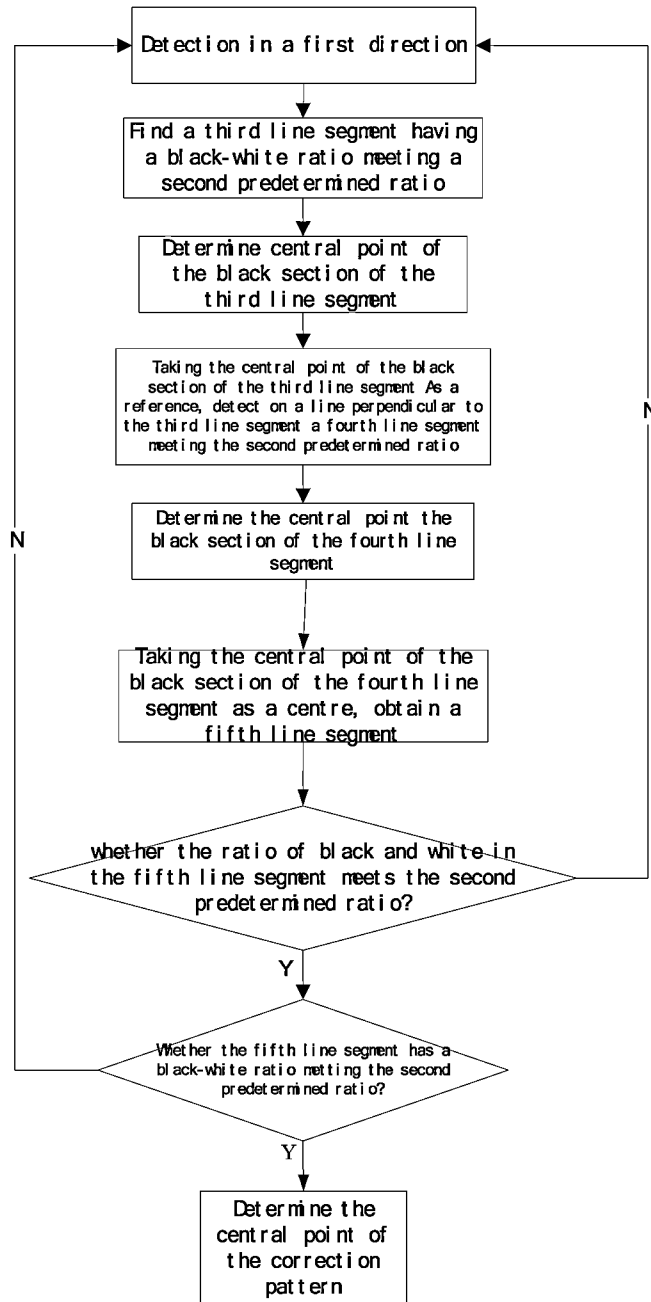 Detection in a first direction
Find a third line segment having
a black-white ratio meeting a
second predetermined ratio
Determine central point of
the black section of the
third line segment
Taking the central point of the black
section of the third line segment As a
reference, detect on a line perpendicular to
the third line segment a fourth line segment
meeting the second predetermined ratio
N
Determine the central point the
black section of the fourth line
segment
N
Taking the central point of the
black section of the fourth line
segment as a centre, obtain a
fifth line segment
whether the ratio of black and white in
the fifth line segment meets the second
predetermined ratio?
Y
Whether the fifth line segment has a
black-white ratio metting the second
predetermined ratio?
Y
Determine the
central point of
the correction
pattern